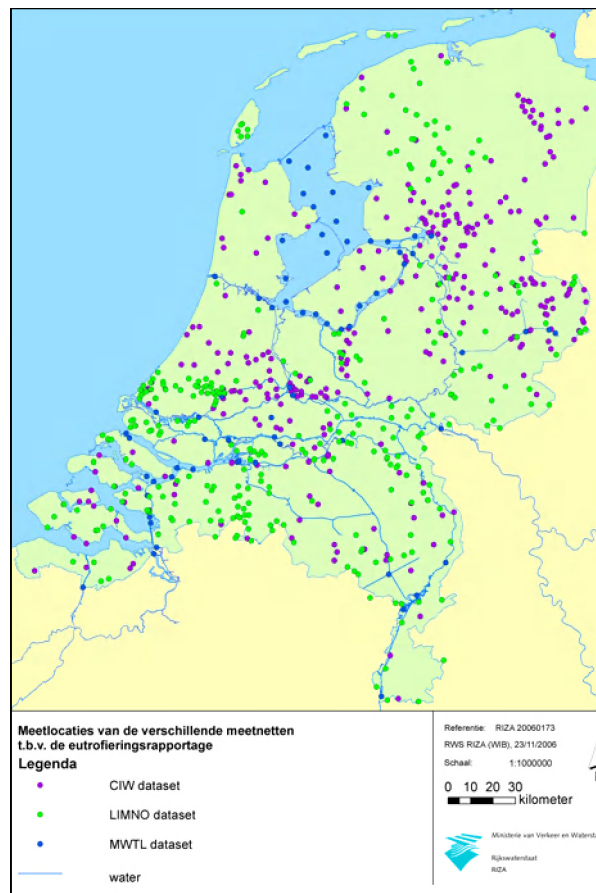 Meetlocaties van de verschillende meetnetten
t.b.v. de eutrofieringsrapportage
Legenda
CIW dataset
LIMNO dataset
MWTL dataset
water
Referentie: RIZA 20060173
RWS RIZA (WIB), 23/11/2006
Schaal: 1:1000000
0 10 20 30
kilometer
Ministerie van Verkeer en Watersta
Rijkswaterstaat
RIZA